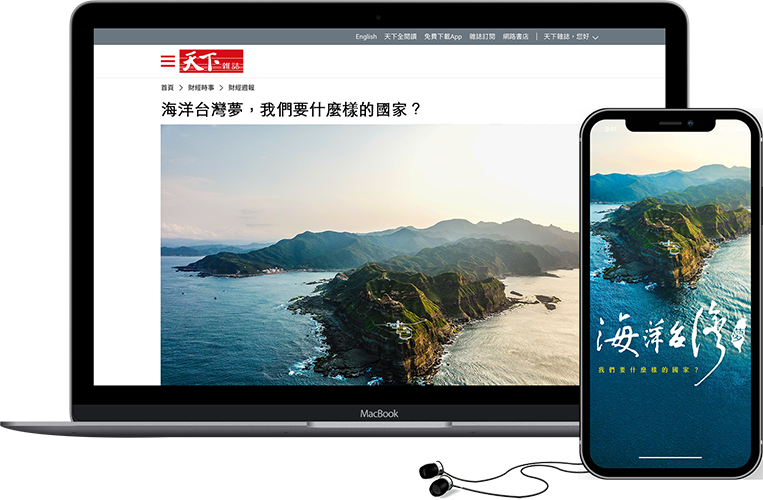 English 天下全閱讀 免費下載App 雜誌訂閱 網路書店 | 天下雜誌，您好
天下雜誌
首頁 > 財經時事 > 財經週報
海洋台灣夢，我們要什麼樣的國家？
海洋台灣
我們要什麼樣的國家？
MacBook